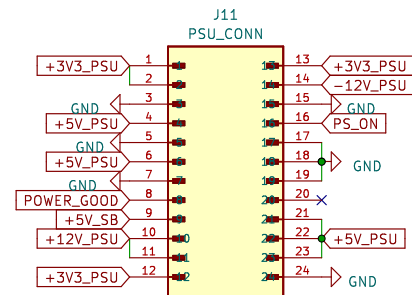 J11
PSU_CONN
+3V3_PSU 1 13 +3V3_PSU
2 14 -12V_PSU
GND 3 15 GND
+5V_PSU 4 16 PS_ON
GND 5 17
+5V_PSU 6 18 GND
GND 7 19
POWER_GOOD 8 20
+5V_SB 9 21
+12V_PSU 10 22 +5V_PSU
11 23
+3V3_PSU 12 24 GND